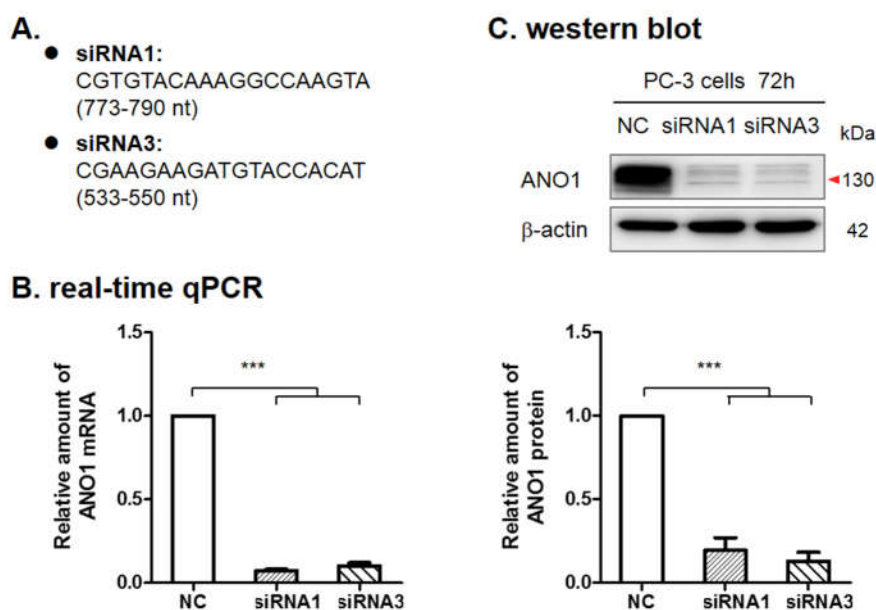 A.
● siRNA1:
CGTGTACAAAGGCCAAGTA
(773-790 nt)
● siRNA3:
CGAAGAAGATGTACCACAT
(533-550 nt)
C. western blot
PC-3 cells 72h
NC siRNA1 siRNA3 kDa
ANO1 130
β-actin 42
B. real-time qPCR
Relative amount of
ANO1 mRNA
1.5
1.0
0.5
0.0
***
NC siRNA1 siRNA3
Relative amount of
ANO1 protein
1.5
1.0
0.5
0.0
***
NC siRNA1 siRNA3